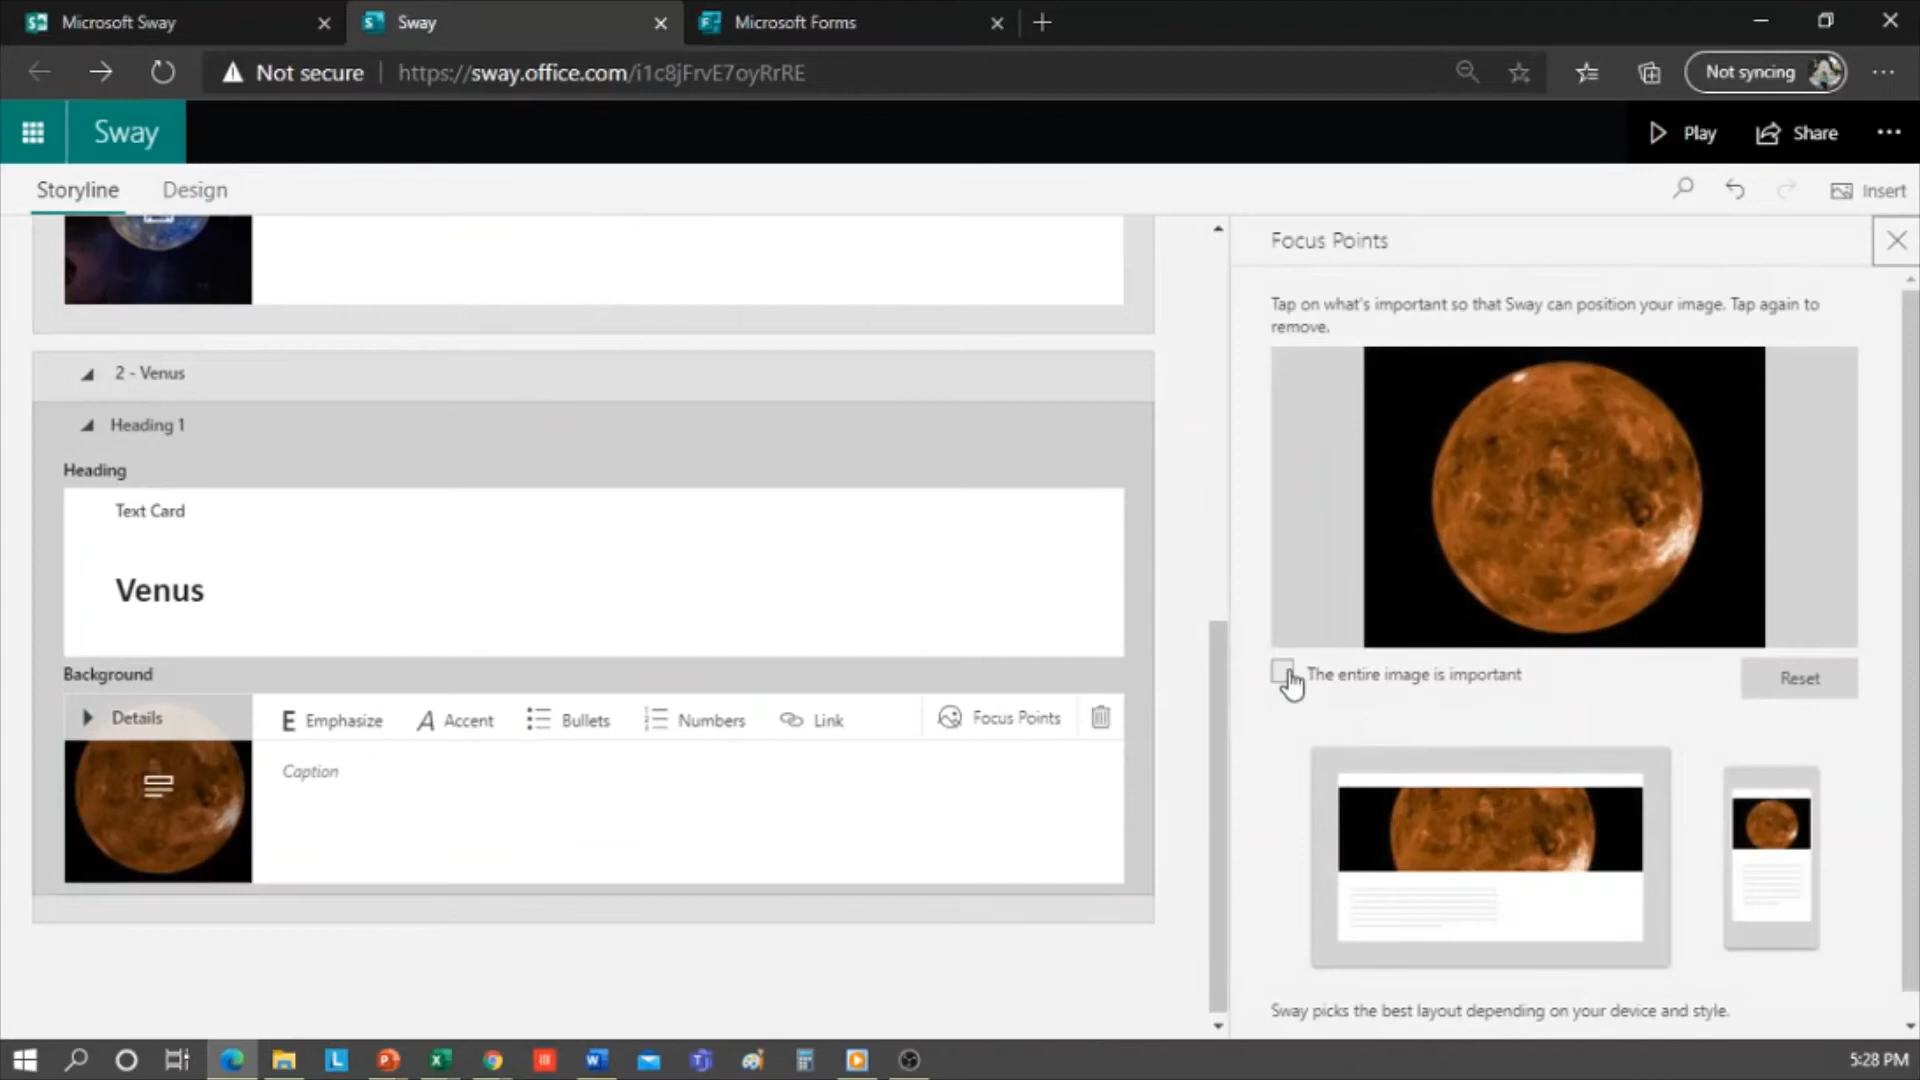 Microsoft Sway
Sway
Microsoft Forms
Not secure
https://sway.office.com/i1c8jFrvE7oyRrRE
Not syncing
Sway
Play
Share
Storyline
Design
Insert
Focus Points
Tap on what's important so that Sway can position your image. Tap again to
remove.
2 - Venus
Heading 1
Heading
Text Card
Venus
Background
Details
E Emphasize
A Accent
Bullets
Numbers
Link
Focus Points
Caption
The entire image is important
Reset
Sway picks the best layout depending on your device and style.
5:28 PM